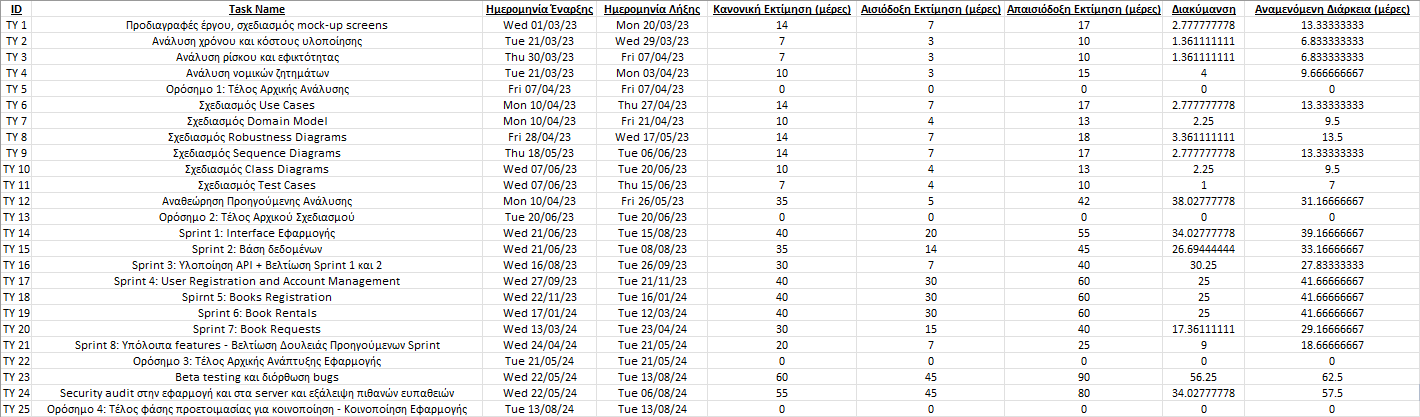 ID Task Name Ημερομηνία Έναρξης Ημερομηνία Λήξης Κανονική Εκτίμηση (μέρες) Αισιόδοξη Εκτίμηση (μέρες) Απαισιόδοξη Εκτίμηση (μέρες) Διακύμανση Αναμενόμενη Διάρκεια (μέρες)
TY 1 Προδιαγραφές έργου, σχεδιασμός mock-up screens Wed 01/03/23 Mon 20/03/23 14 7 17 2.777777778 13.33333333
TY 2 Ανάλυση χρόνου και κόστους υλοποίησης Tue 21/03/23 Wed 29/03/23 7 3 10 1.361111111 6.833333333
TY 3 Ανάλυση ρίσκου και εφικτότητας Thu 30/03/23 Fri 07/04/23 7 3 10 1.361111111 6.833333333
TY 4 Ανάλυση νομικών ζητημάτων Tue 21/03/23 Mon 03/04/23 10 3 15 4 9.666666667
TY 5 Ορόσημο 1: Τέλος Αρχικής Ανάλυσης Fri 07/04/23 Fri 07/04/23 0 0 0 0 0
TY 6 Σχεδιασμός Use Cases Mon 10/04/23 Thu 27/04/23 14 7 17 2.777777778 13.33333333
TY 7 Σχεδιασμός Domain Model Mon 10/04/23 Fri 21/04/23 10 4 13 2.25 9.5
TY 8 Σχεδιασμός Robustness Diagrams Fri 28/04/23 Wed 17/05/23 14 7 18 3.361111111 13.5
TY 9 Σχεδιασμός Sequence Diagrams Thu 18/05/23 Tue 06/06/23 14 7 17 2.777777778 13.33333333
TY 10 Σχεδιασμός Class Diagrams Wed 07/06/23 Tue 20/06/23 10 4 13 2.25 9.5
TY 11 Σχεδιασμός Test Cases Wed 07/06/23 Thu 15/06/23 7 4 10 1 7
TY 12 Αναθεώρηση Προηγούμενης Ανάλυσης Mon 10/04/23 Fri 26/05/23 35 5 42 38.02777778 31.16666667
TY 13 Ορόσημο 2: Τέλος Αρχικού Σχεδιασμού Tue 20/06/23 Tue 20/06/23 0 0 0 0 0
TY 14 Sprint 1: Interface Εφαρμογής Wed 21/06/23 Tue 15/08/23 40 20 55 34.02777778 39.16666667
TY 15 Sprint 2: Βάση δεδομένων Wed 21/06/23 Tue 08/08/23 35 14 45 26.69444444 33.16666667
TY 16 Sprint 3: Υλοποίηση API + Βελτίωση Sprint 1 και 2 Wed 16/08/23 Tue 26/09/23 30 7 40 30.25 27.83333333
TY 17 Sprint 4: User Registration and Account Management Wed 27/09/23 Tue 21/11/23 40 30 60 25 41.66666667
TY 18 Spirnt 5: Books Registration Wed 22/11/23 Tue 16/01/24 40 30 60 25 41.66666667
TY 19 Sprint 6: Book Rentals Wed 17/01/24 Tue 12/03/24 40 30 60 25 41.66666667
TY 20 Sprint 7: Book Requests Wed 13/03/24 Tue 23/04/24 30 15 40 17.36111111 29.16666667
TY 21 Sprint 8: Υπόλοιπα features - Βελτίωση Δουλειάς Προηγούμενων Sprint Wed 24/04/24 Tue 21/05/24 20 7 25 9 18.66666667
TY 22 Ορόσημο 3: Τέλος Αρχικής Ανάπτυξης Εφαρμογής Tue 21/05/24 Tue 21/05/24 0 0 0 0 0
TY 23 Beta testing και διόρθωση bugs Wed 22/05/24 Tue 13/08/24 60 45 90 56.25 62.5
TY 24 Security audit στην εφαρμογή και στα server και εξάλειψη πιθανών ευπαθειών Wed 22/05/24 Tue 06/08/24 55 45 80 34.02777778 57.5
TY 25 Ορόσημο 4: Τέλος φάσης προετοιμασίας για κοινοποίηση - Κοινοποίηση Εφαρμογής Tue 13/08/24 Tue 13/08/24 0 0 0 0 0